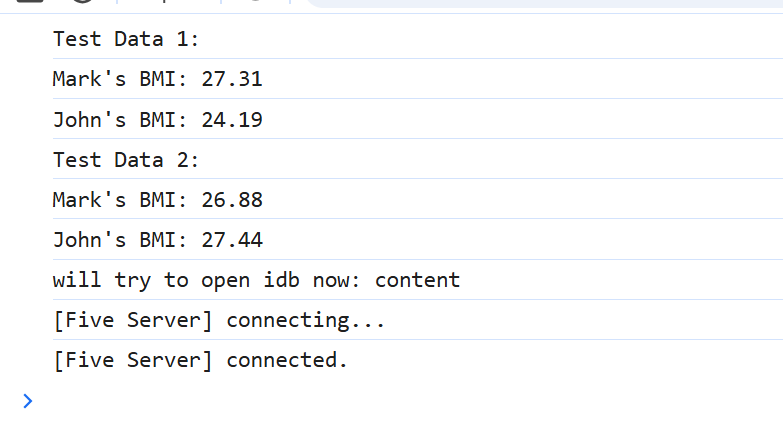 Test Data 1:
Mark's BMI: 27.31
John's BMI: 24.19
Test Data 2:
Mark's BMI: 26.88
John's BMI: 27.44
will try to open idb now: content
[Five Server] connecting...
[Five Server] connected.